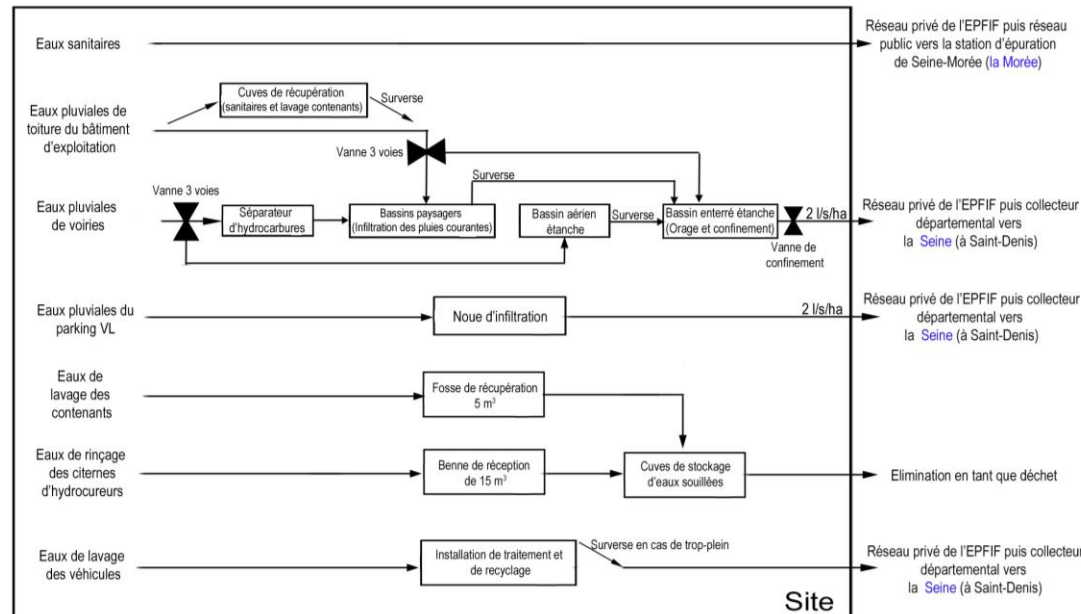 Eaux sanitaires
Réseau privé de l'EPFIF puis réseau
public vers la station d'épuration
de Seine-Morée (la Morée)
Cuves de récupération
(sanitaires et lavage contenants)
Surverse
Eaux pluviales de
toiture du bâtiment
d'exploitation
Vanne 3 voies
Surverse
Vanne 3 voies
Eaux pluviales
de voiries
Séparateur
d'hydrocarbures
Bassins paysagers
(Infiltration des pluies courantes)
Bassin aérien
étanche
Surverse
Bassin enterré étanche
(Orage et confinement)
2 l/s/ha
Vanne de
confinement
Réseau privé de l'EPFIF puis collecteur
départemental vers
la Seine (à Saint-Denis)
Eaux pluviales du
parking VL
Noue d'infiltration
2 l/s/ha
Réseau privé de l'EPFIF puis collecteur
départemental vers
la Seine (à Saint-Denis)
Eaux de
lavage des
contenants
Fosse de récupération
5 m³
Eaux de rinçage
des citernes
d'hydrocureurs
Benne de réception
de 15 m³
Cuves de stockage
d'eaux souillées
Elimination en tant que déchet
Eaux de lavage
des véhicules
Installation de traitement et
de recyclage
Surverse en cas de trop-plein
Réseau privé de l'EPFIF puis collecteur
départemental vers
la Seine (à Saint-Denis)
Site